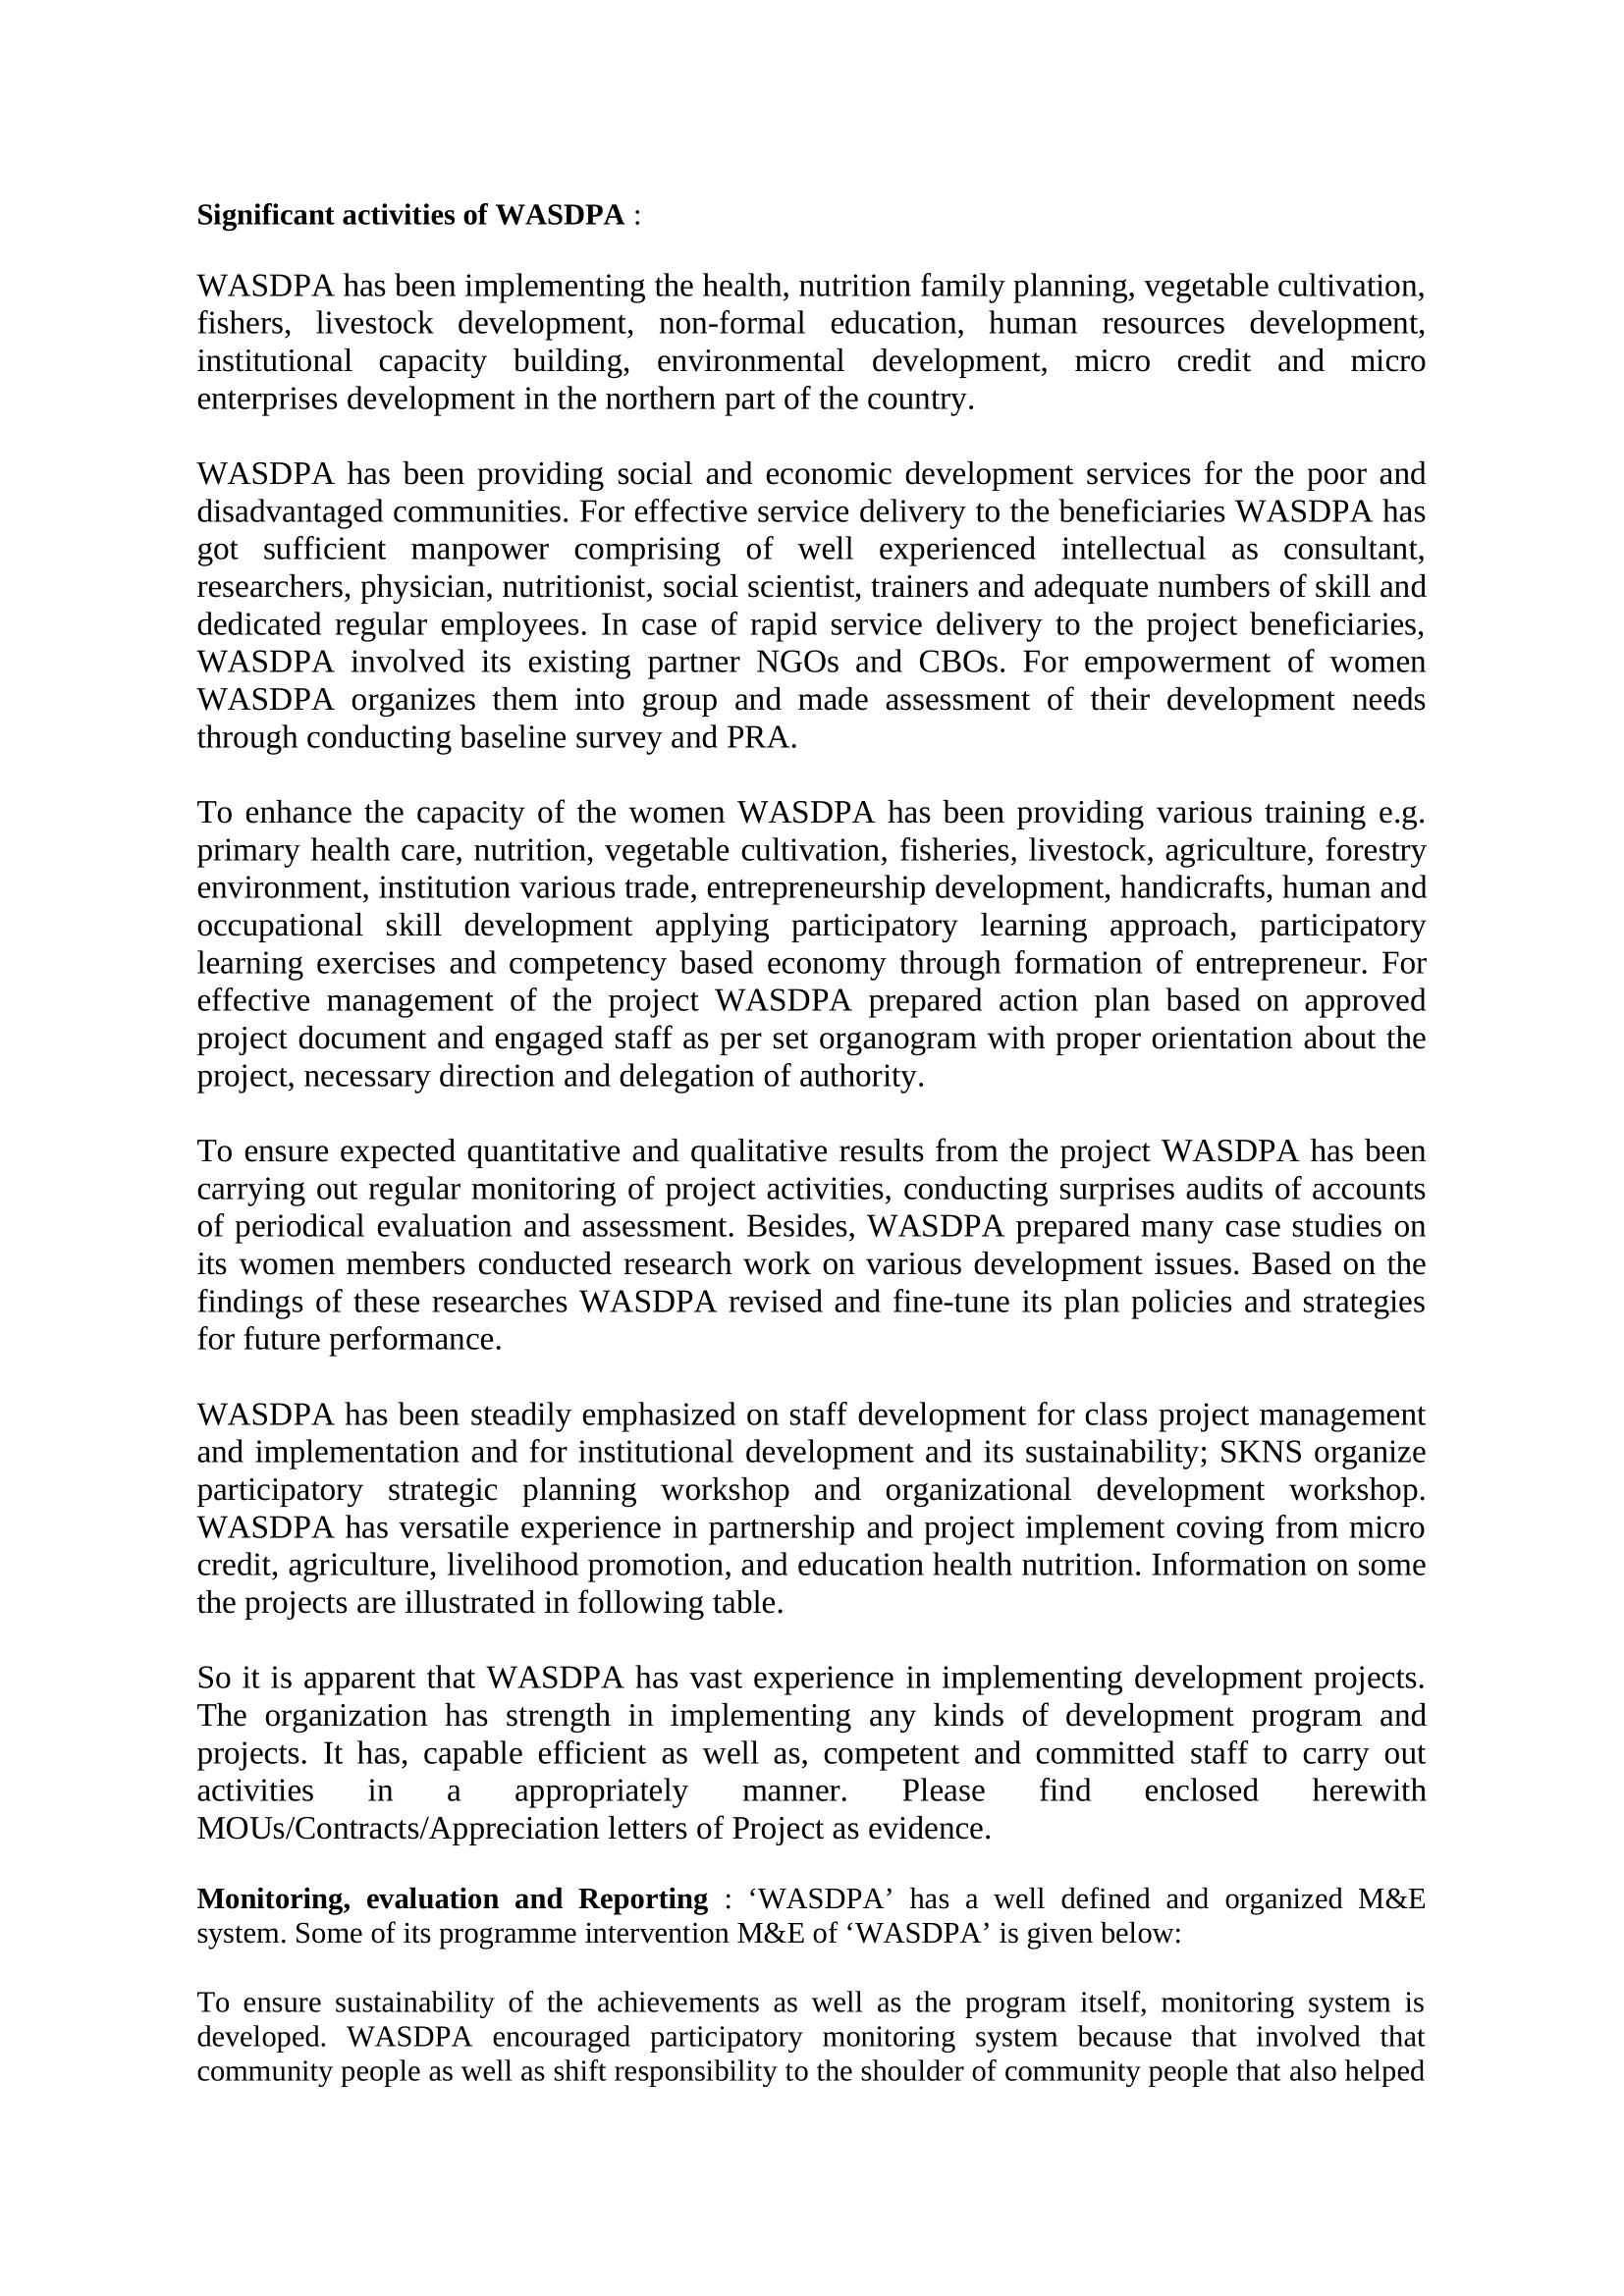 Significant activities of WASDPA :
WASDPA has been implementing the health, nutrition family planning, vegetable cultivation,
fishers, livestock development, non-formal education, human resources development,
institutional capacity building, environmental development, micro credit and micro
enterprises development in the northern part of the country.
WASDPA has been providing social and economic development services for the poor and
disadvantaged communities. For effective service delivery to the beneficiaries WASDPA has
got sufficient manpower comprising of well experienced intellectual as consultant,
researchers, physician, nutritionist, social scientist, trainers and adequate numbers of skill and
dedicated regular employees. In case of rapid service delivery to the project beneficiaries,
WASDPA involved its existing partner NGOs and CBOs. For empowerment of women
WASDPA organizes them into group and made assessment of their development needs
through conducting baseline survey and PRA.
To enhance the capacity of the women WASDPA has been providing various training e.g.
primary health care, nutrition, vegetable cultivation, fisheries, livestock, agriculture, forestry
environment, institution various trade, entrepreneurship development, handicrafts, human and
occupational skill development applying participatory learning approach, participatory
learning exercises and competency based economy through formation of entrepreneur. For
effective management of the project WASDPA prepared action plan based on approved
project document and engaged staff as per set organogram with proper orientation about the
project, necessary direction and delegation of authority.
To ensure expected quantitative and qualitative results from the project WASDPA has been
carrying out regular monitoring of project activities, conducting surprises audits of accounts
of periodical evaluation and assessment. Besides, WASDPA prepared many case studies on
its women members conducted research work on various development issues. Based on the
findings of these researches WASDPA revised and fine-tune its plan policies and strategies
for future performance.
WASDPA has been steadily emphasized on staff development for class project management
and implementation and for institutional development and its sustainability; SKNS organize
participatory strategic planning workshop and organizational development workshop.
WASDPA has versatile experience in partnership and project implement coving from micro
credit, agriculture, livelihood promotion, and education health nutrition. Information on some
the projects are illustrated in following table.
So it is apparent that WASDPA has vast experience in implementing development projects.
The organization has strength in implementing any kinds of development program and
projects. It has, capable efficient as well as, competent and committed staff to carry out
activities in a appropriately manner. Please find enclosed herewith
MOUs/Contracts/Appreciation letters of Project as evidence.
Monitoring, evaluation and Reporting : ‘WASDPA’ has a well defined and organized M&E
system. Some of its programme intervention M&E of ‘WASDPA’ is given below:
To ensure sustainability of the achievements as well as the program itself, monitoring system is
developed. WASDPA encouraged participatory monitoring system because that involved that
community people as well as shift responsibility to the shoulder of community people that also helped